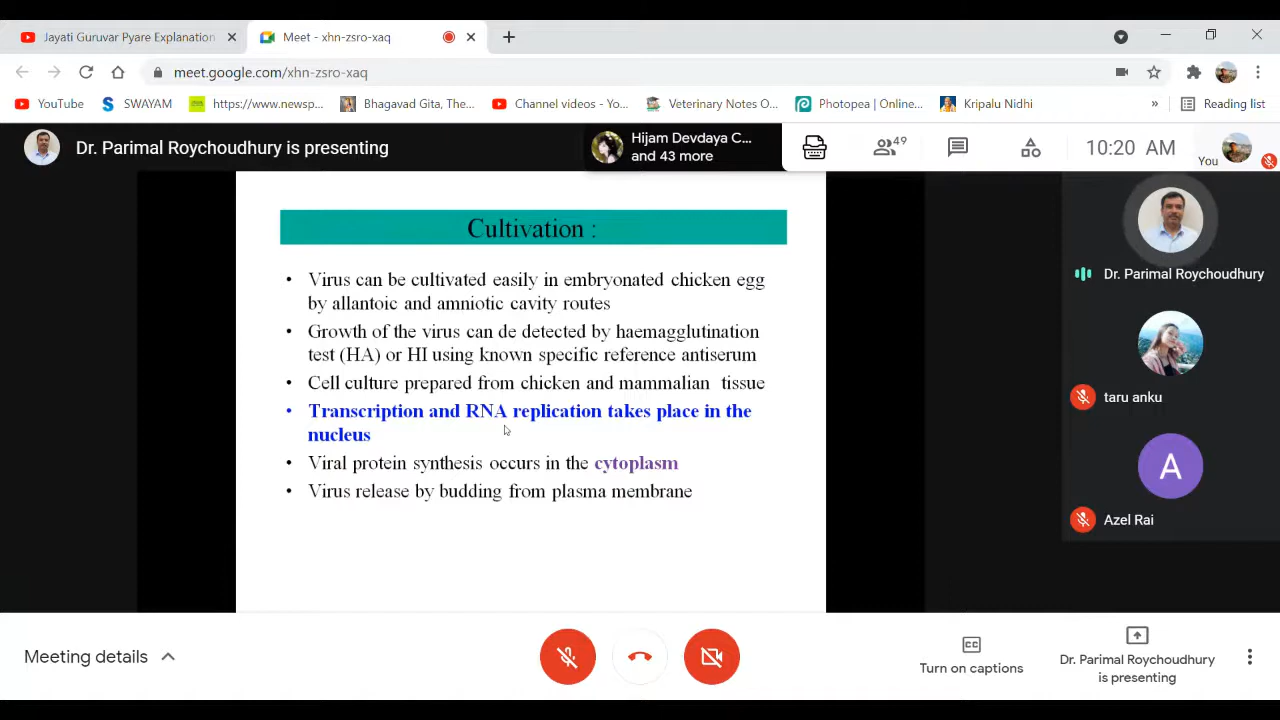 Jayati Guruvar Pyare Explanation
Meet - xhn-zsro-xaq
meet.google.com/xhn-zsro-xaq
YouTube
SWAYAM
https://www.newsp...
Bhagavad Gita, The...
Channel videos - Yo...
Veterinary Notes O...
Photopea | Online...
Kripalu Nidhi
»
Reading list
Dr. Parimal Roychoudhury is presenting
Hijam Devdaya C...
and 43 more
49
10:20 AM
You
Cultivation :
• Virus can be cultivated easily in embryonated chicken egg
by allantoic and amniotic cavity routes
• Growth of the virus can de detected by haemagglutination
test (HA) or HI using known specific reference antiserum
• Cell culture prepared from chicken and mammalian tissue
• Transcription and RNA replication takes place in the
nucleus
• Viral protein synthesis occurs in the cytoplasm
• Virus release by budding from plasma membrane
Dr. Parimal Roychoudhury
taru anku
A
Azel Rai
Meeting details
CC
Turn on captions
Dr. Parimal Roychoudhury
is presenting